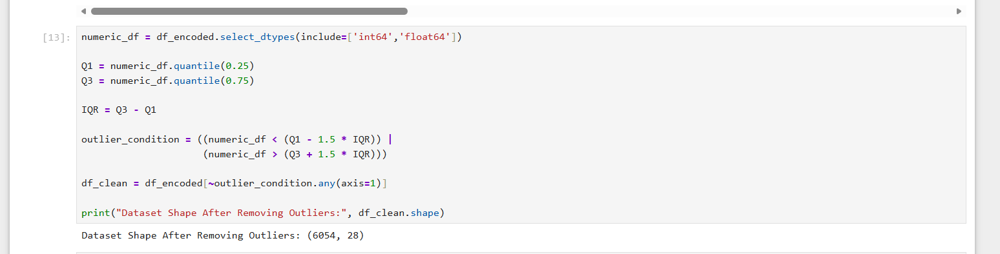 [13]: numeric_df = df_encoded.select_dtypes(include=['int64','float64'])
Q1 = numeric_df.quantile(0.25)
Q3 = numeric_df.quantile(0.75)
IQR = Q3 - Q1
outlier_condition = ((numeric_df < (Q1 - 1.5 * IQR)) |
(numeric_df > (Q3 + 1.5 * IQR)))
df_clean = df_encoded[~outlier_condition.any(axis=1)]
print("Dataset Shape After Removing Outliers:", df_clean.shape)
Dataset Shape After Removing Outliers: (6054, 28)